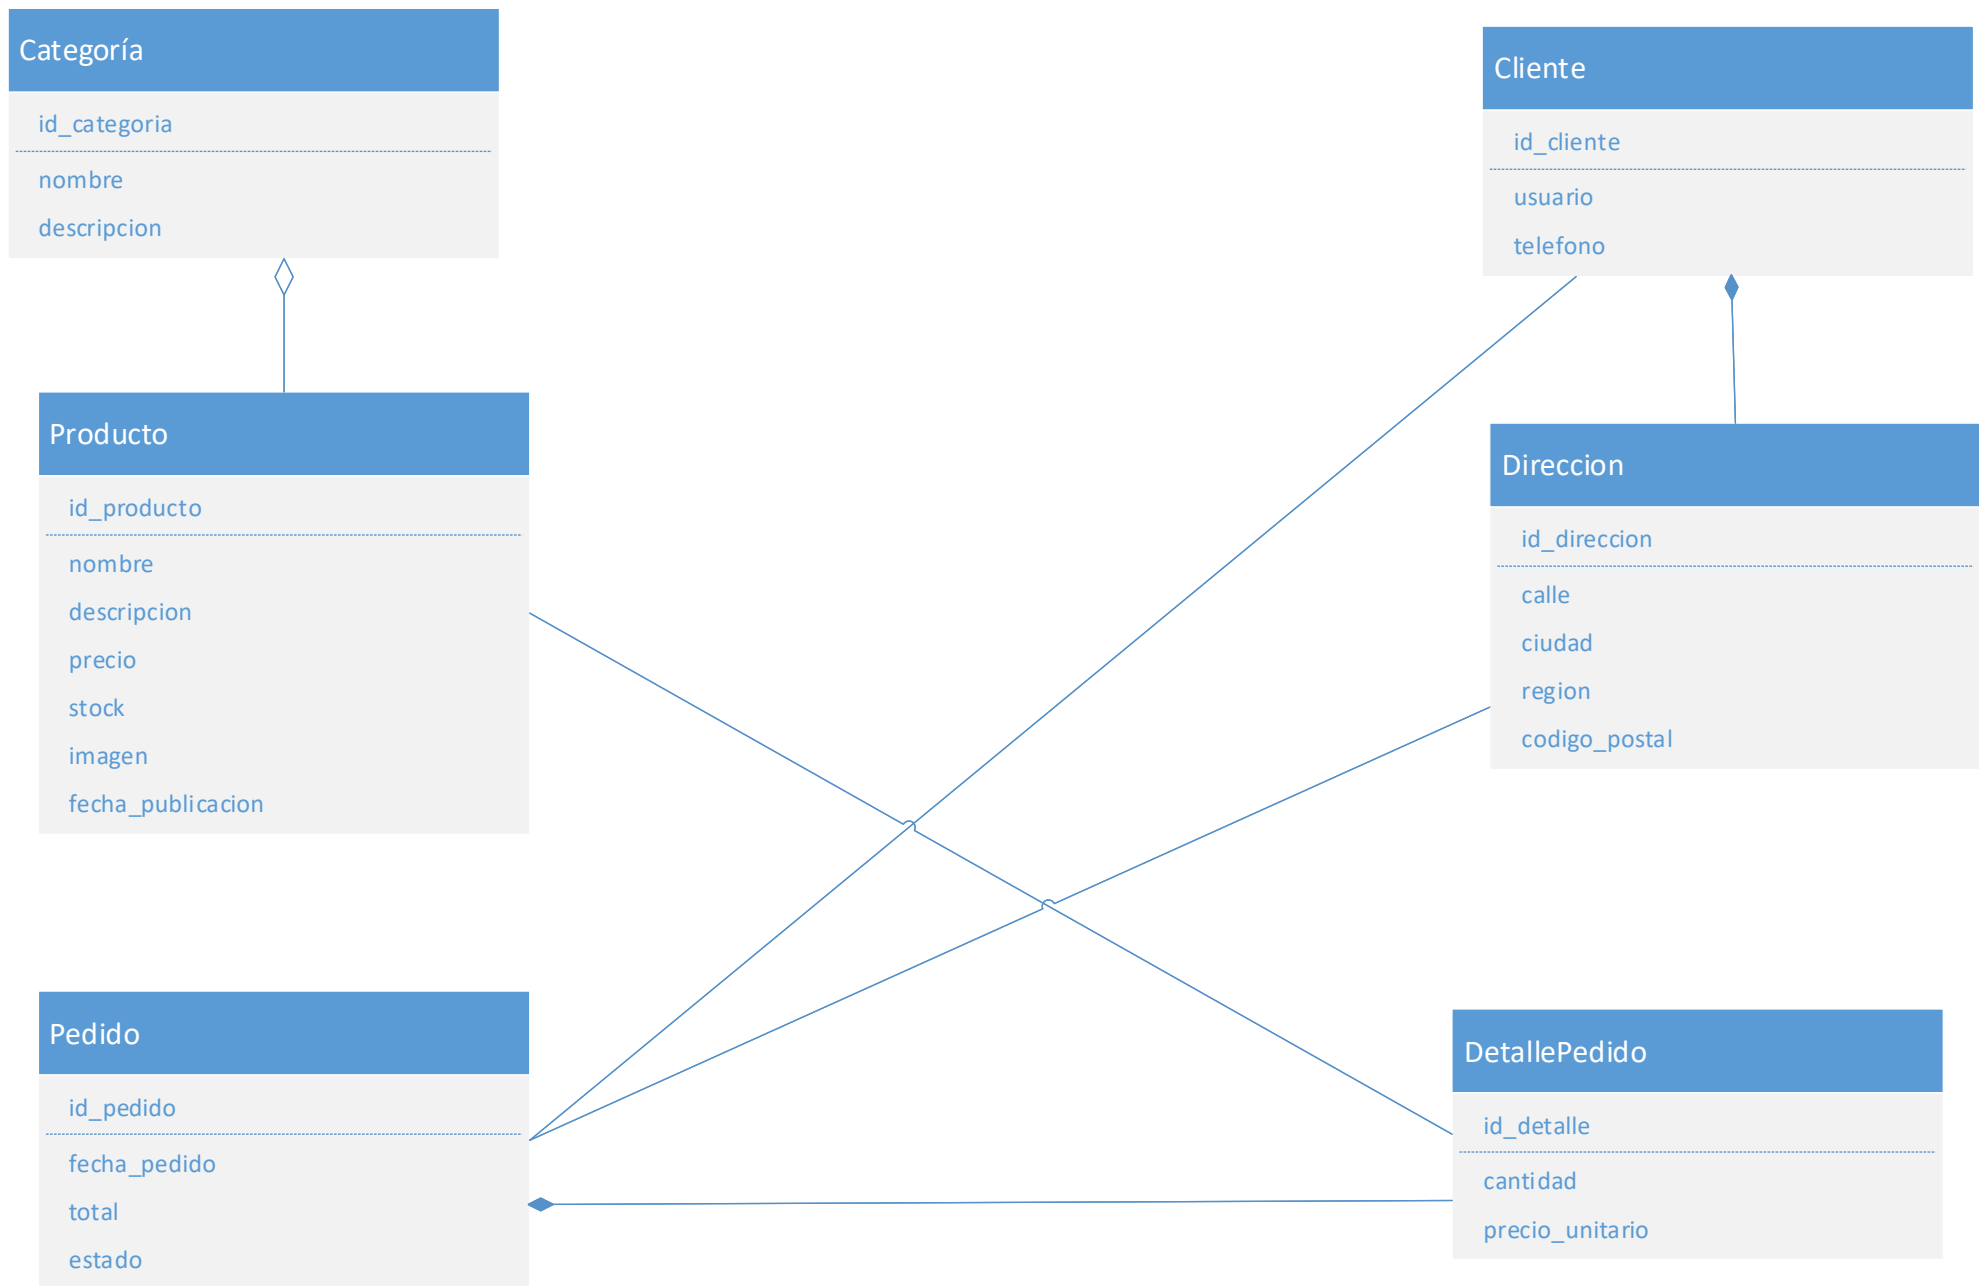 Categoría
id_categoria
nombre
descripcion
Cliente
id_cliente
usuario
telefono
Producto
id_producto
nombre
descripcion
precio
stock
imagen
fecha_publicacion
Direccion
id_direccion
calle
ciudad
region
codigo_postal
Pedido
id_pedido
fecha_pedido
total
estado
DetallePedido
id_detalle
cantidad
precio_unitario